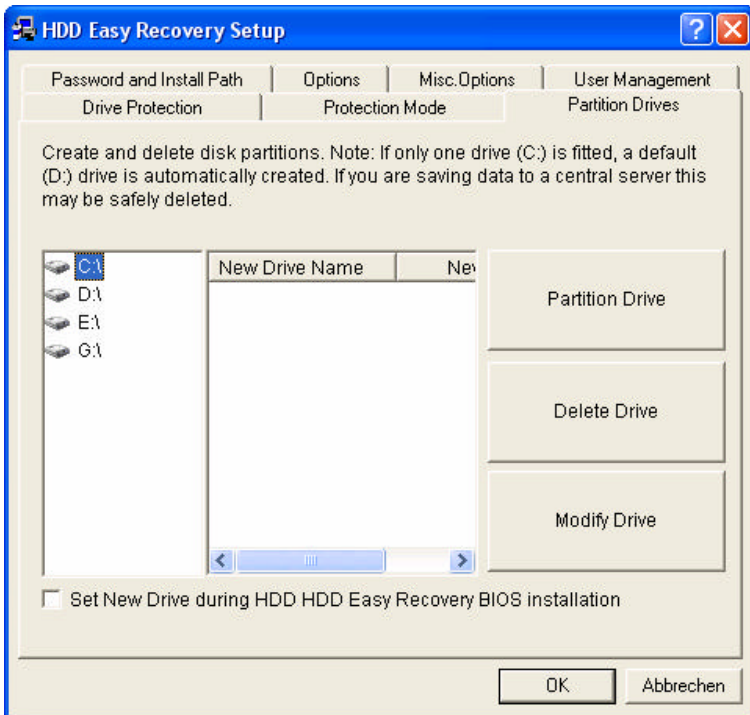 HDD Easy Recovery Setup
Password and Install Path Options Misc.Options User Management
Drive Protection Protection Mode Partition Drives
Create and delete disk partitions. Note: If only one drive (C:) is fitted, a default
(D:) drive is automatically created. If you are saving data to a central server this
may be safely deleted.
C:\
D:\
E:\
G:\
New Drive Name Nev
Partition Drive
Delete Drive
Modify Drive
Set New Drive during HDD HDD Easy Recovery BIOS installation
OK Abbrechen